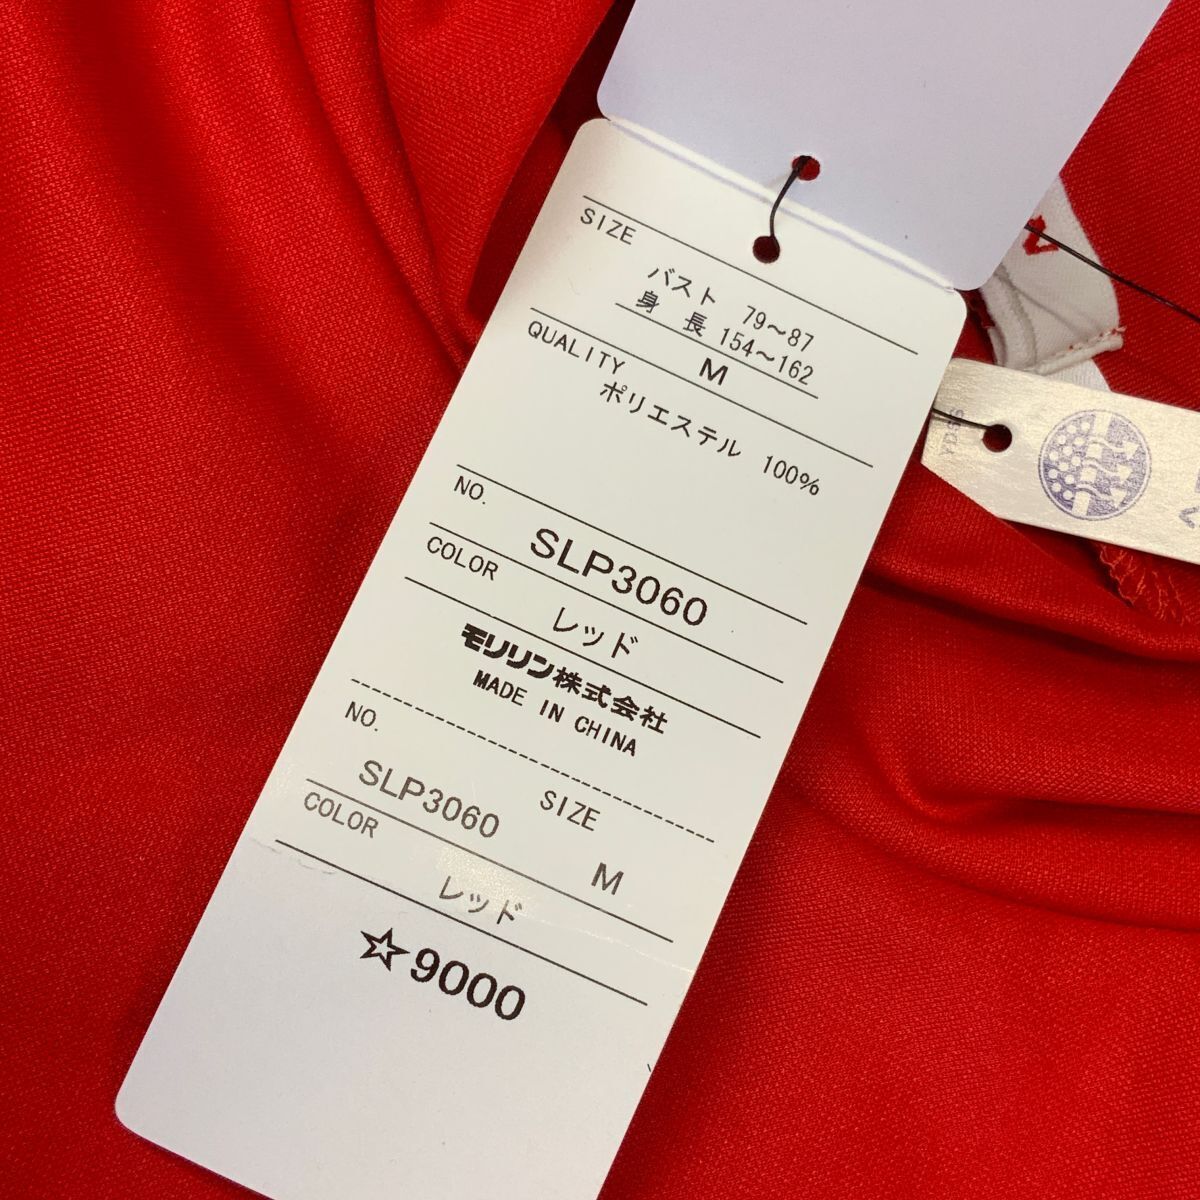 SIZE
バスト 79～87
身 長 154～162
M
QUALITY
ポリエステル 100%
NO.
SLP3060
COLOR
レッド
モリリン株式会社
MADE IN CHINA
NO.
SLP3060
SIZE
M
COLOR
レッド
☆9000